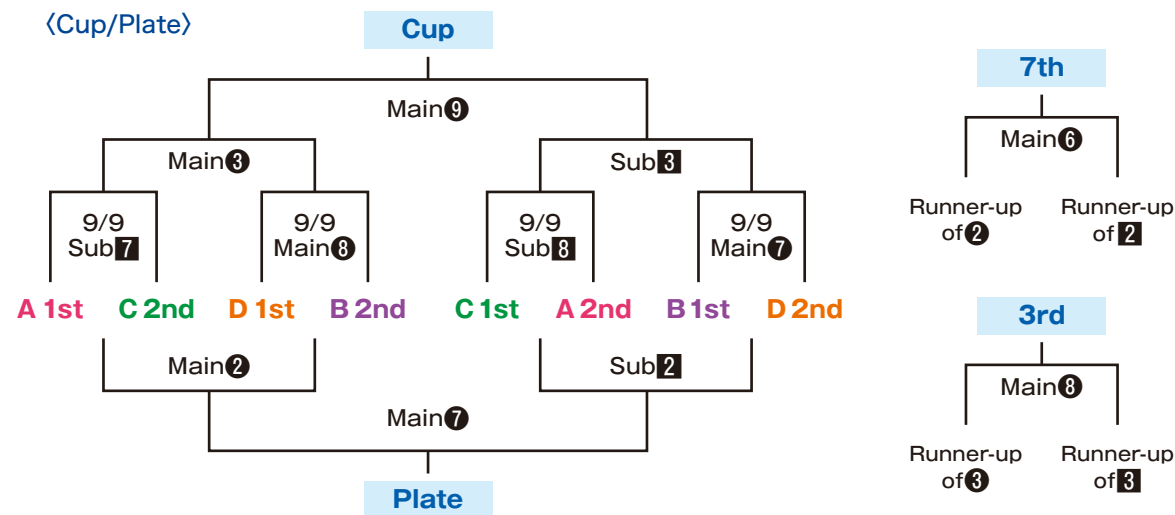 〈Cup/Plate〉
Cup
Main❾
Main❸
Sub3
9/9
Sub7
9/9
Main❽
9/9
Sub8
9/9
Main❼
A 1st C 2nd D 1st B 2nd C 1st A 2nd B 1st D 2nd
Main❷
Sub2
Main❼
Plate
7th
Main❻
Runner-up
of❷
Runner-up
of2
3rd
Main❽
Runner-up
of❸
Runner-up
of3